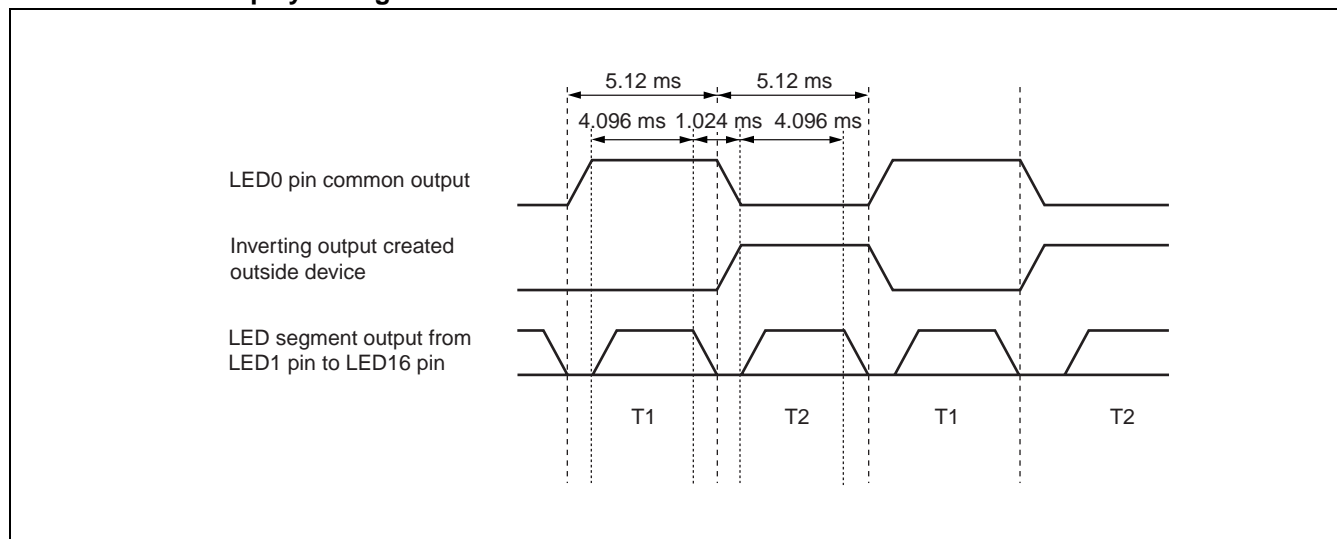 5.12 ms 5.12 ms
4.096 ms 1.024 ms 4.096 ms
LED0 pin common output
Inverting output created
outside device
LED segment output from
LED1 pin to LED16 pin
T1 T2 T1 T2